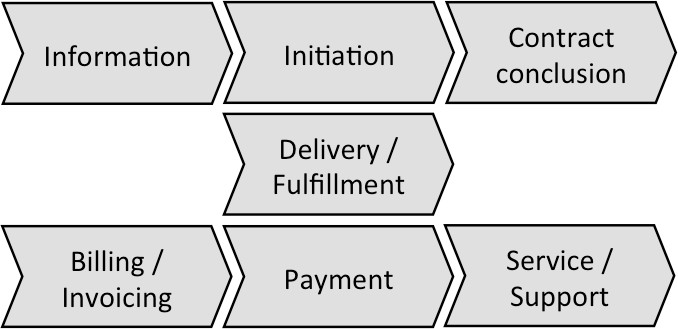 Information
Initiation
Contract
conclusion
Delivery /
Fulfillment
Billing /
Invoicing
Payment
Service /
Support